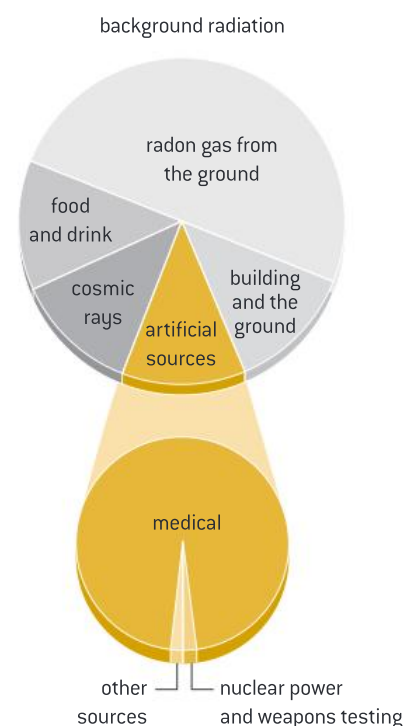 background radiation
radon gas from
the ground
food
and drink
cosmic
rays
artificial
sources
building
and the
ground
medical
other
sources
nuclear power
and weapons testing